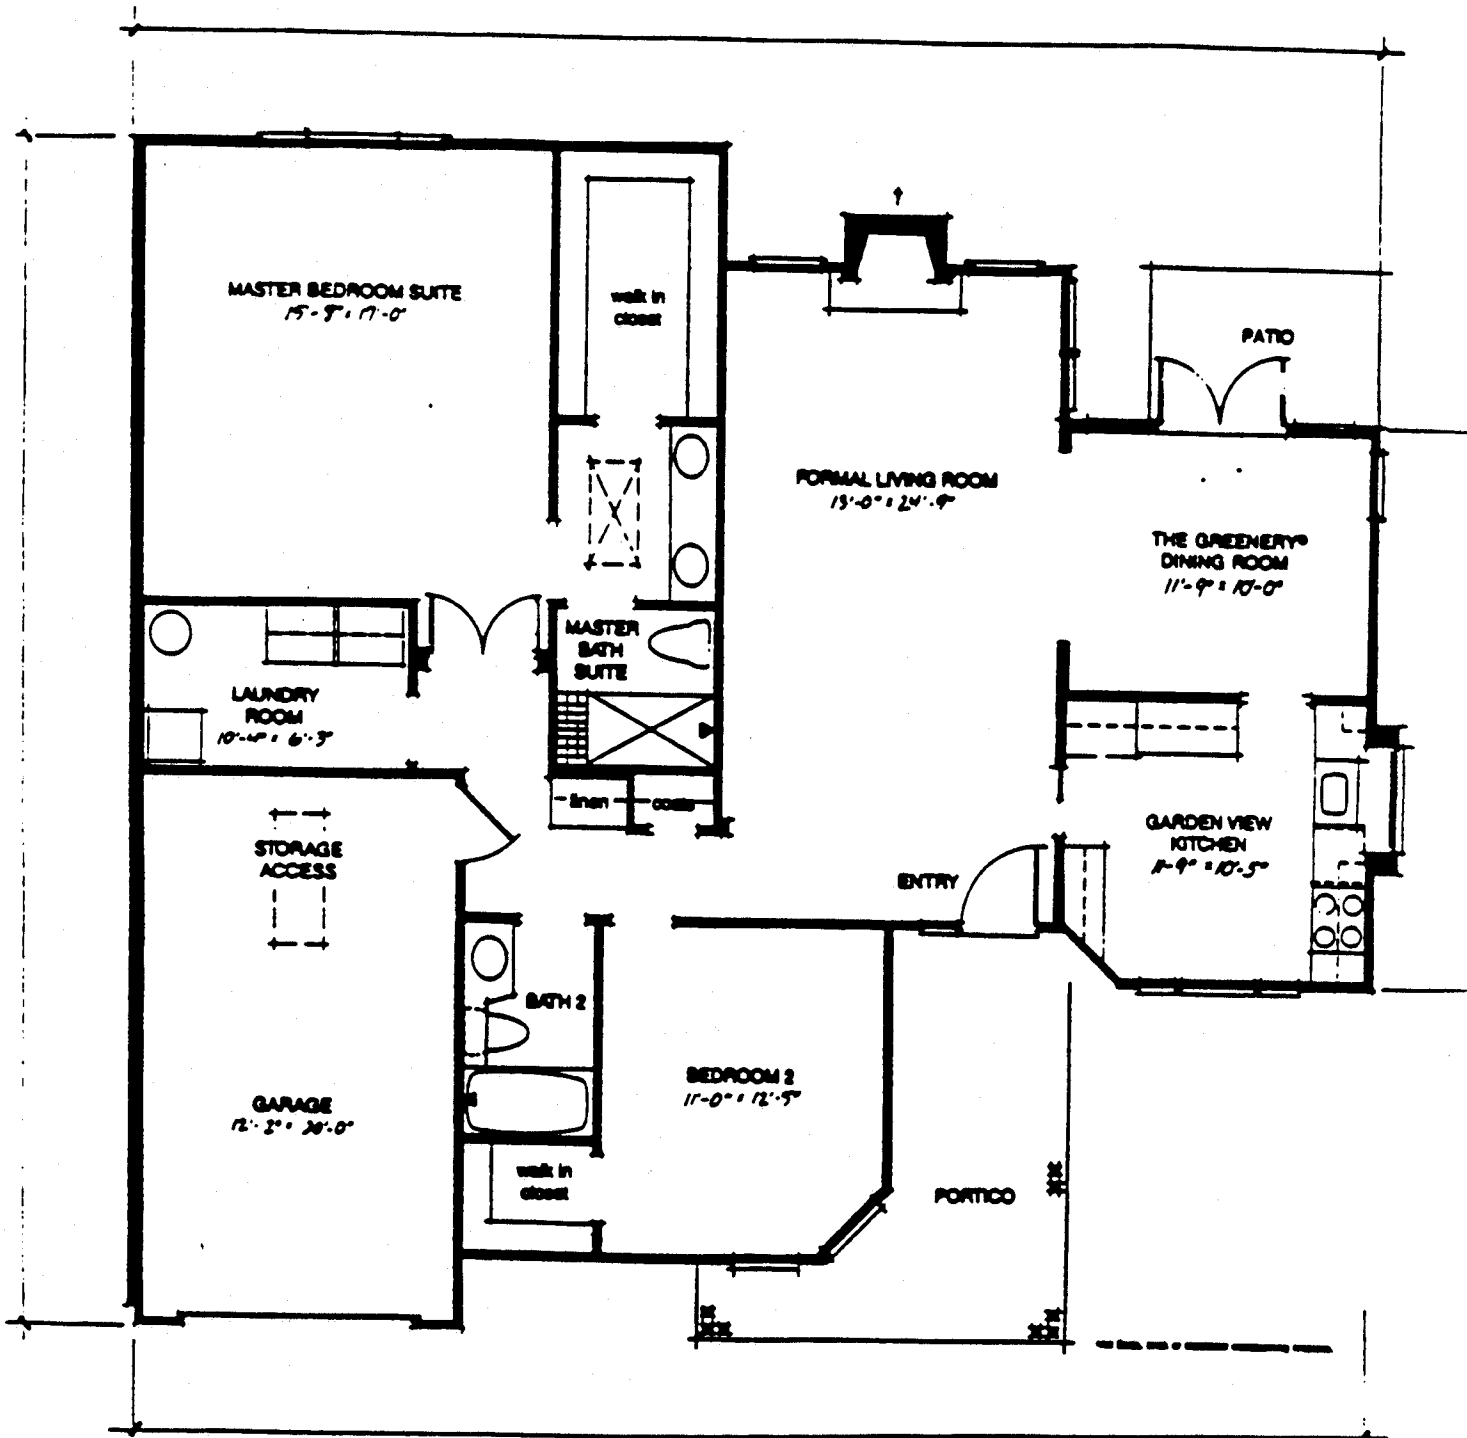 MASTER BEDROOM SUITE
15'-8" x 17'-0"
walk in
closet
PATIO
FORMAL LIVING ROOM
13'-0" x 24'-9"
THE GREENERY®
DINING ROOM
11'-9" x 10'-0"
MASTER
BATH
SUITE
LAUNDRY
ROOM
10'-4" x 6'-3"
linen
coats
STORAGE
ACCESS
GARDEN VIEW
KITCHEN
11'-9" x 10'-5"
ENTRY
BATH 2
BEDROOM 2
11'-0" x 12'-5"
GARAGE
12'-2" x 20'-0"
walk in
closet
PORTICO